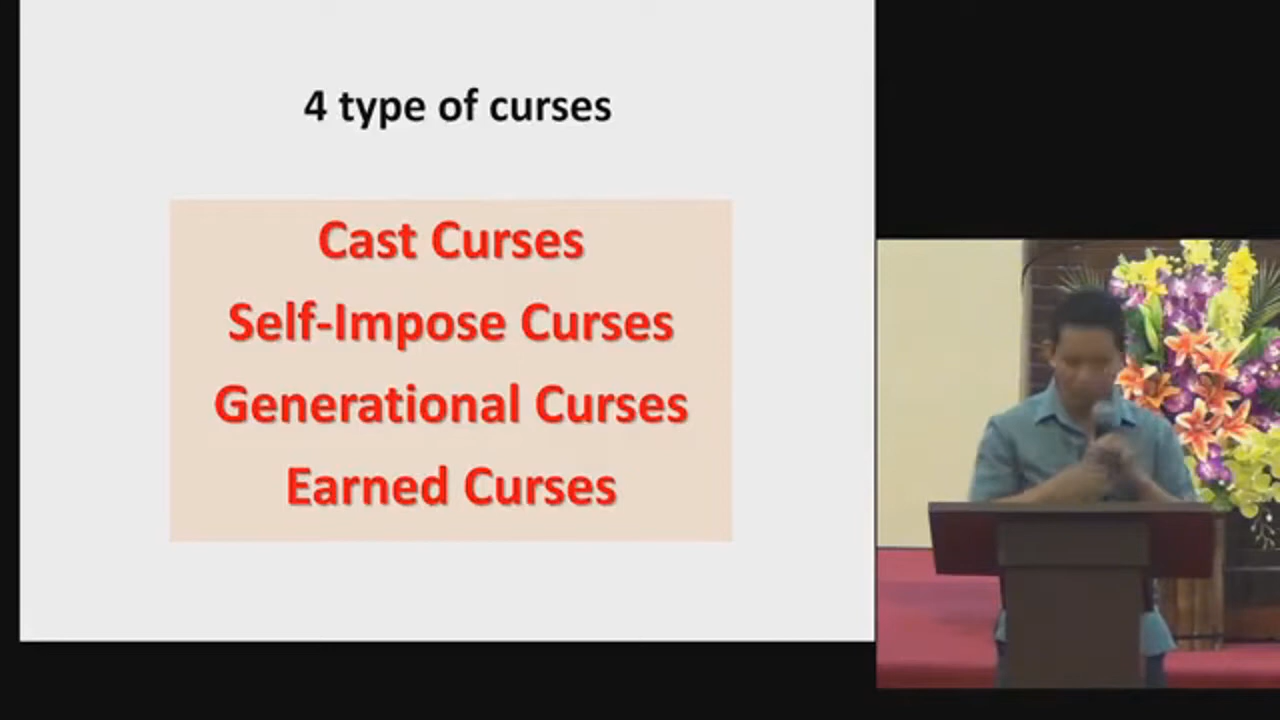 4 type of curses
Cast Curses
Self-Impose Curses
Generational Curses
Earned Curses